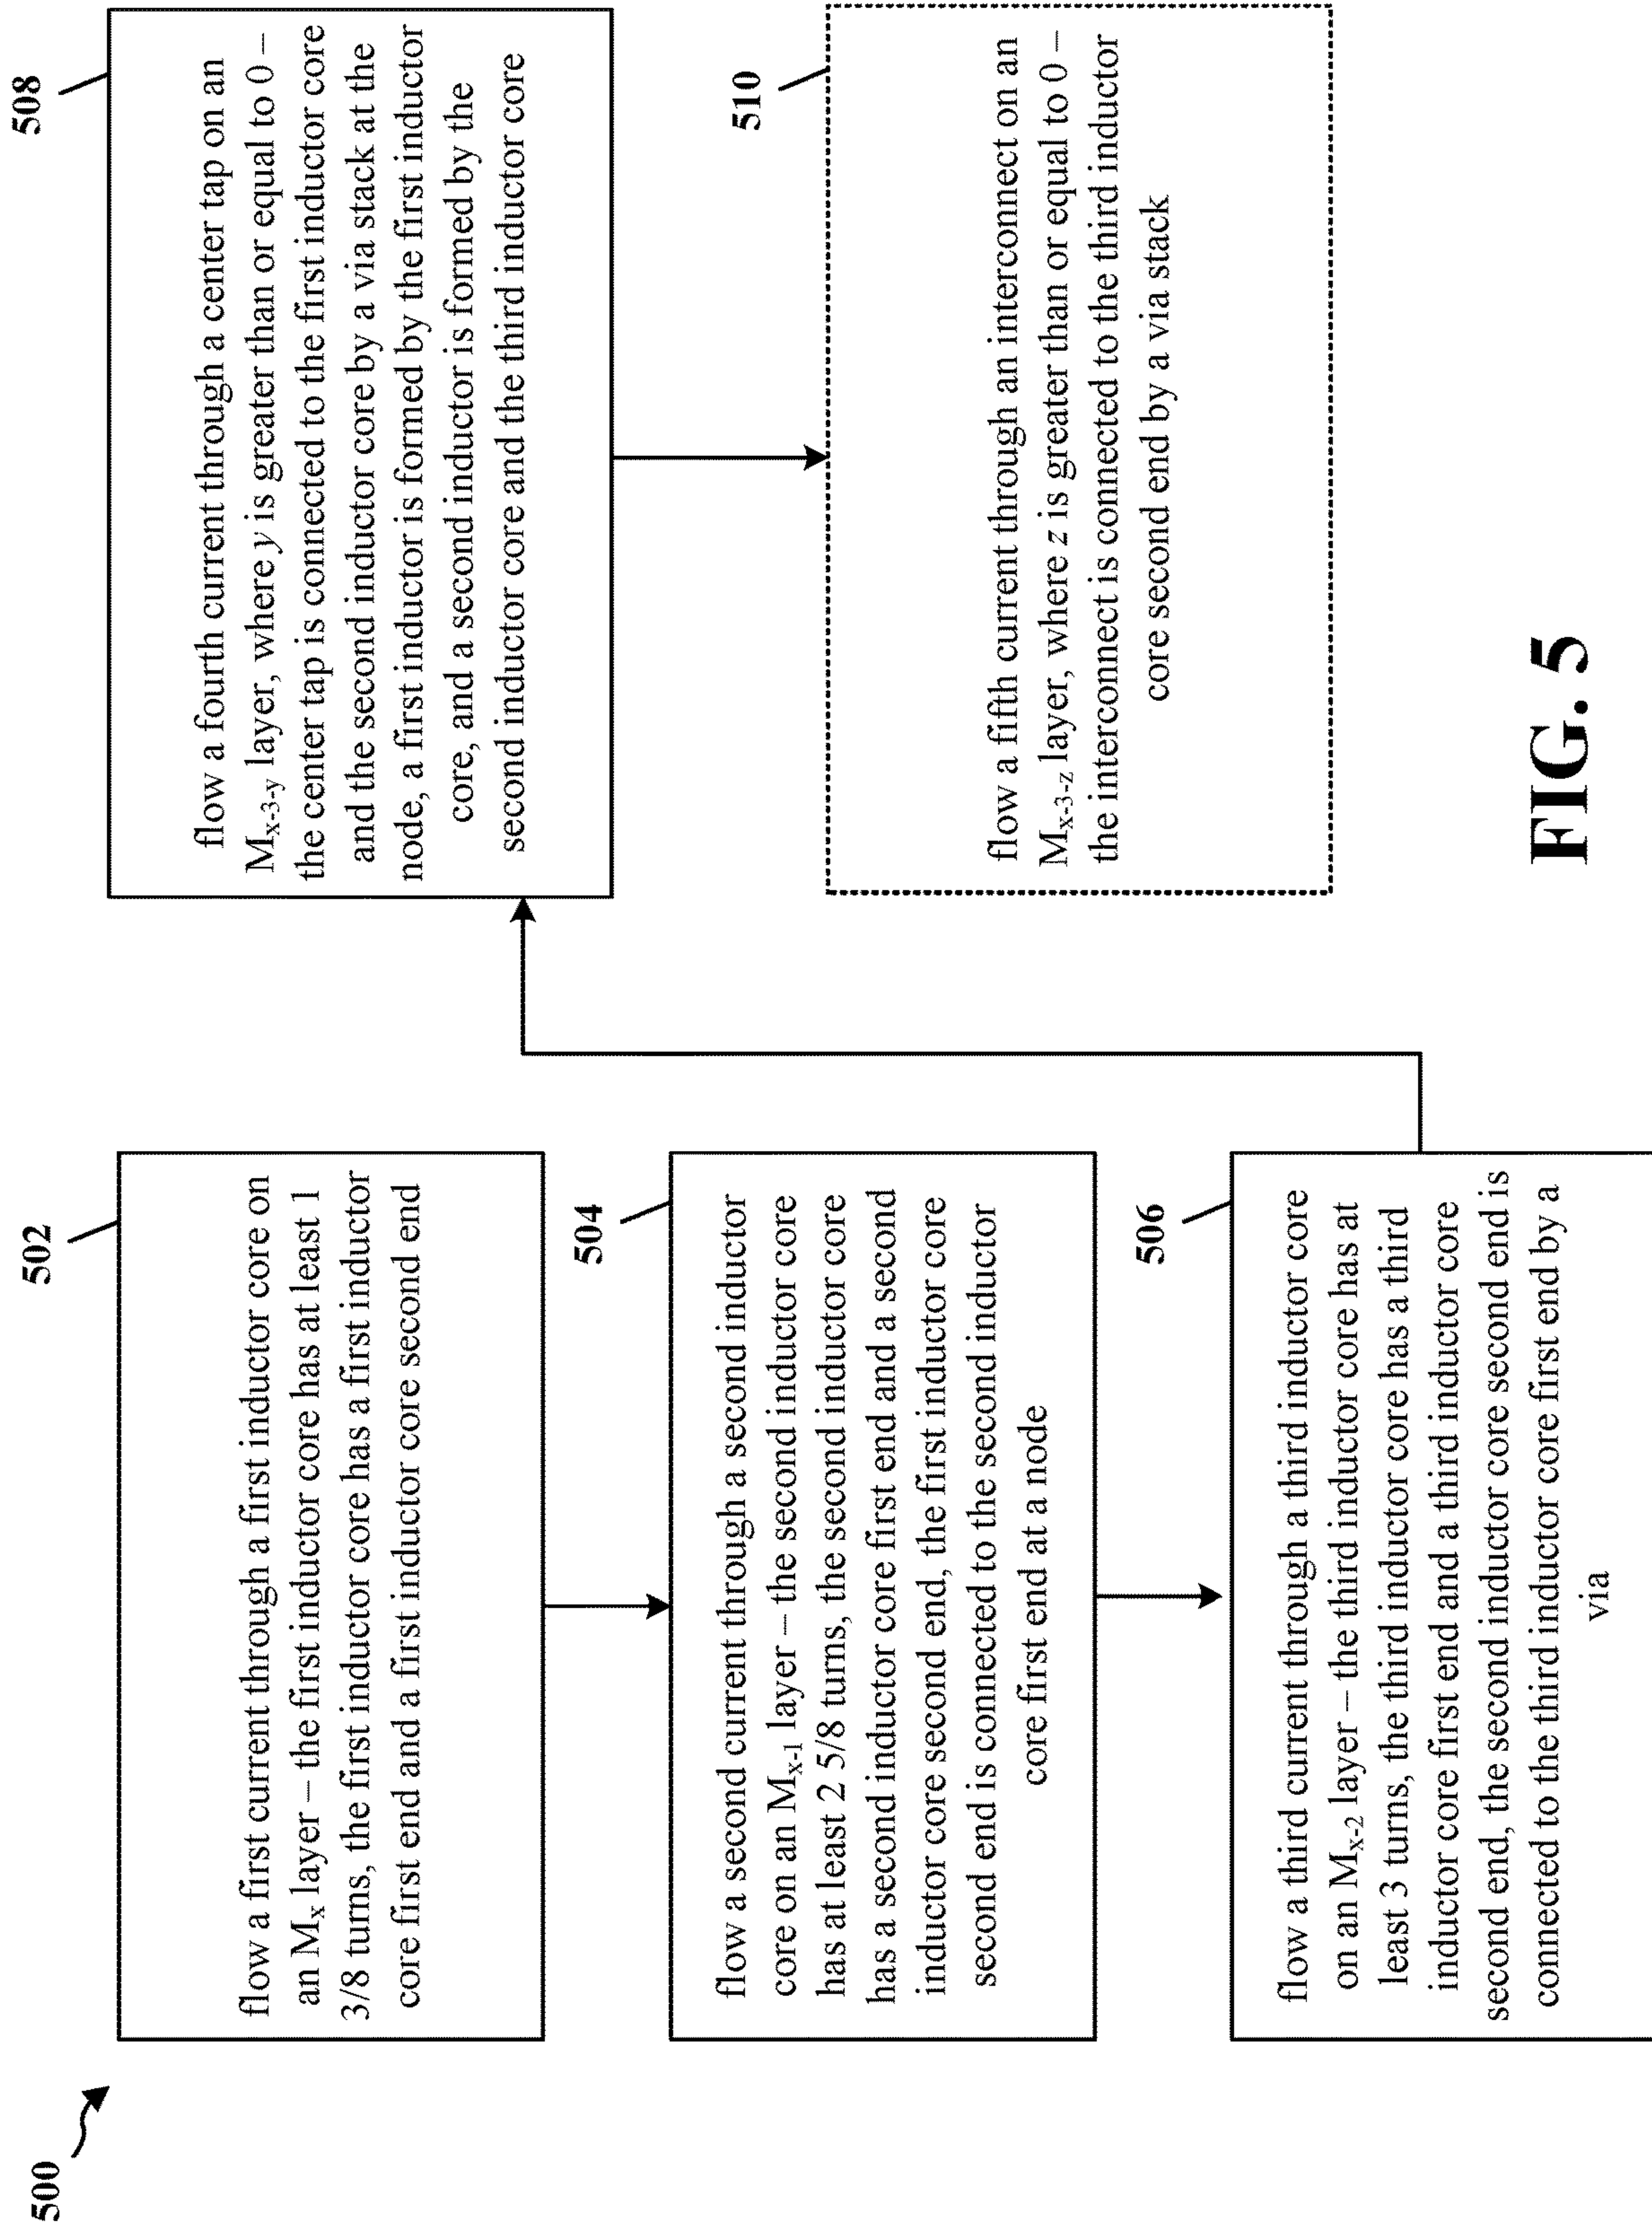 500
502
flow a first current through a first inductor core on
an Mx layer – the first inductor core has at least 1
3/8 turns, the first inductor core has a first inductor
core first end and a first inductor core second end
504
flow a second current through a second inductor
core on an Mx-1 layer – the second inductor core
has at least 2 5/8 turns, the second inductor core
has a second inductor core first end and a second
inductor core second end, the first inductor core
second end is connected to the second inductor
core first end at a node
506
flow a third current through a third inductor core
on an Mx-2 layer – the third inductor core has at
least 3 turns, the third inductor core has a third
inductor core first end and a third inductor core
second end, the second inductor core second end is
connected to the third inductor core first end by a
via
508
flow a fourth current through a center tap on an
Mx-3-y layer, where y is greater than or equal to 0 –
the center tap is connected to the first inductor core
and the second inductor core by a via stack at the
node, a first inductor is formed by the first inductor
core, and a second inductor is formed by the
second inductor core and the third inductor core
510
flow a fifth current through an interconnect on an
Mx-3-z layer, where z is greater than or equal to 0 –
the interconnect is connected to the third inductor
core second end by a via stack
FIG. 5